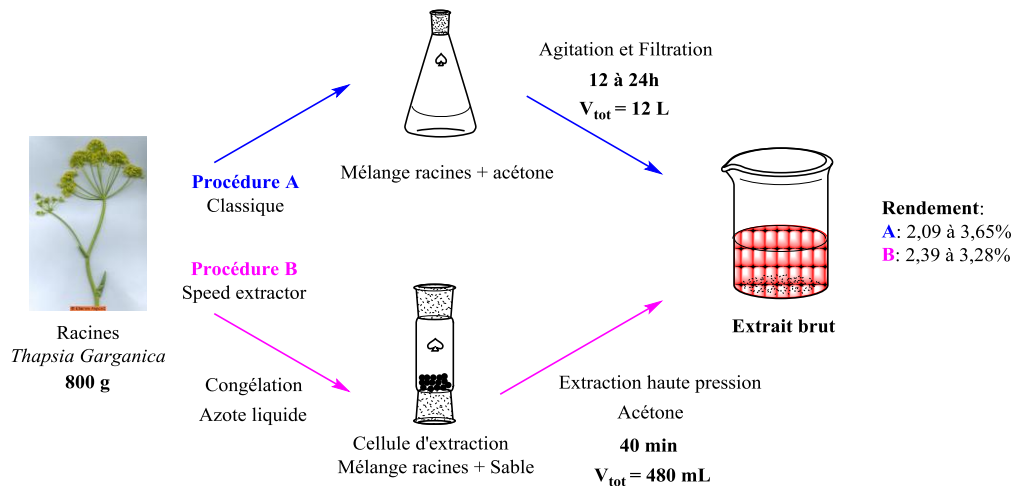 Agitation et Filtration
12 à 24h
Vtot = 12 L
Mélange racines + acétone
Procédure A
Classique
Rendement:
A: 2,09 à 3,65%
B: 2,39 à 3,28%
Procédure B
Speed extractor
Extrait brut
Racines
Thapsia Garganica
800 g
Congélation
Azote liquide
Extraction haute pression
Acétone
40 min
Vtot = 480 mL
Cellule d'extraction
Mélange racines + Sable